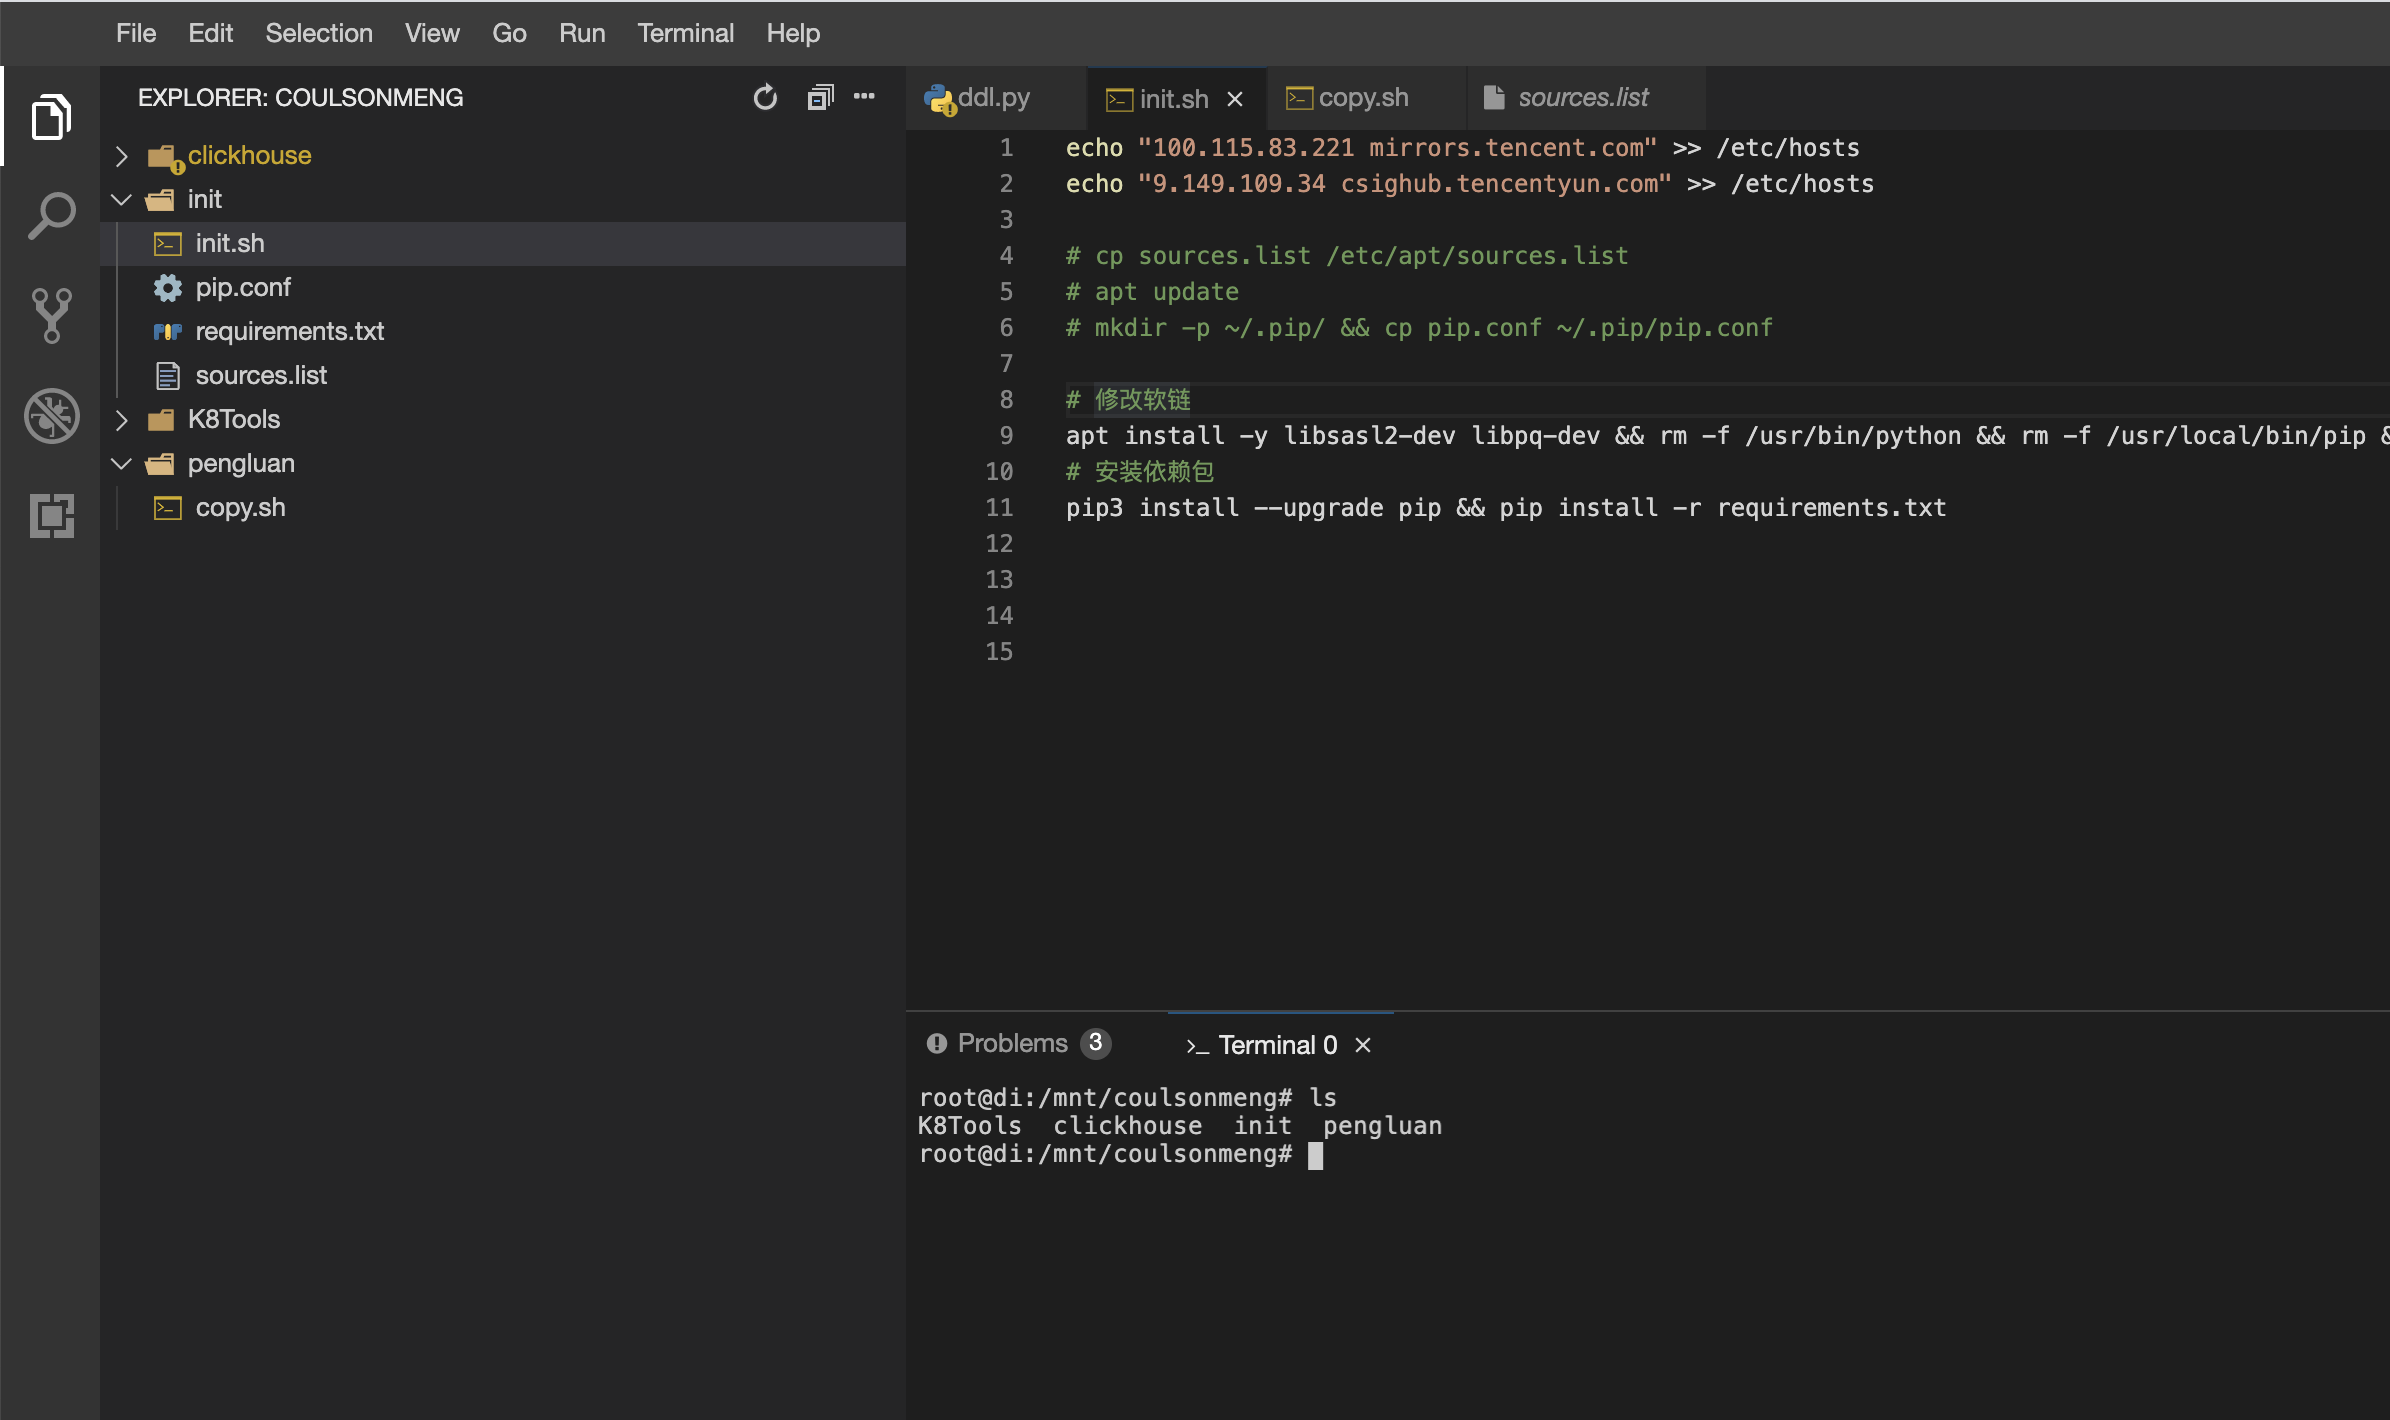 File Edit Selection View Go Run Terminal Help
EXPLORER: COULSONMENG
clickhouse
init
init.sh
pip.conf
requirements.txt
sources.list
K8Tools
pengluan
copy.sh
ddl.py init.sh copy.sh sources.list
1 echo "100.115.83.221 mirrors.tencent.com" >> /etc/hosts
2 echo "9.149.109.34 csighub.tencentyun.com" >> /etc/hosts
3
4 # cp sources.list /etc/apt/sources.list
5 # apt update
6 # mkdir -p ~/.pip/ && cp pip.conf ~/.pip/pip.conf
7
8 # 修改软链
9 apt install -y libsasl2-dev libpq-dev && rm -f /usr/bin/python && rm -f /usr/local/bin/pip &
10 # 安装依赖包
11 pip3 install --upgrade pip && pip install -r requirements.txt
12
13
14
15
Problems 3 >_ Terminal 0
root@di:/mnt/coulsonmeng# ls
K8Tools clickhouse init pengluan
root@di:/mnt/coulsonmeng#